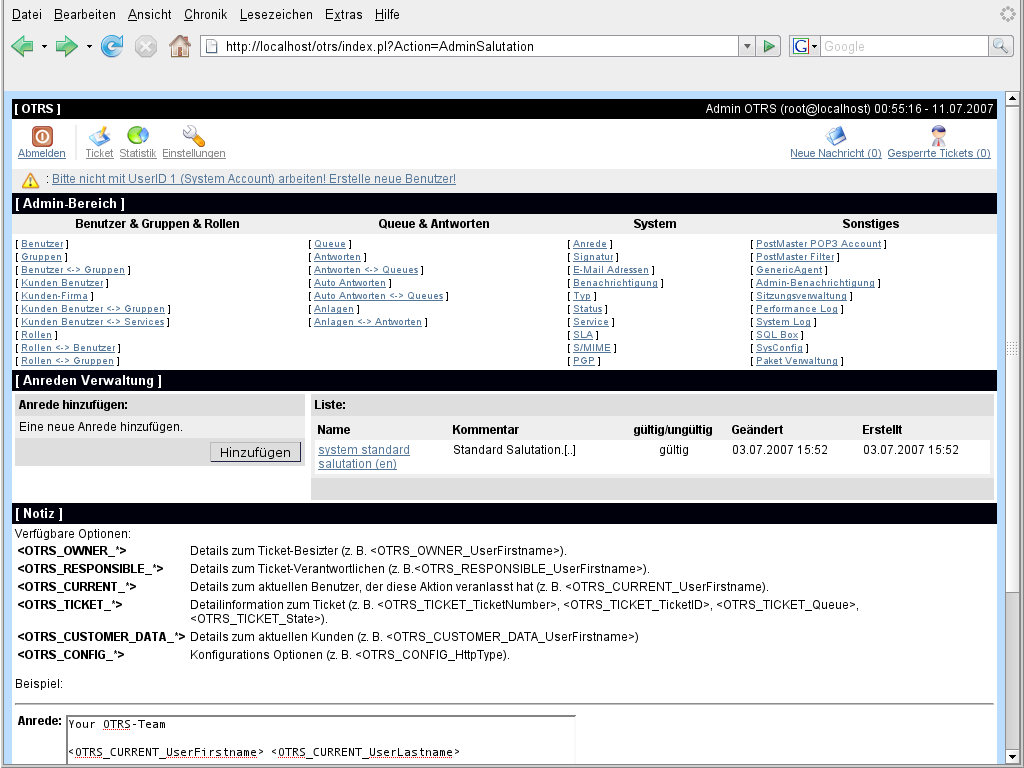 Datei Bearbeiten Ansicht Chronik Lesezeichen Extras Hilfe
http://localhost/otrs/index.pl?Action=AdminSalutation
G Google
[ OTRS ] Admin OTRS (root@localhost) 00:55:16 - 11.07.2007
Abmelden Ticket Statistik Einstellungen Neue Nachricht (0) Gesperrte Tickets (0)
: Bitte nicht mit UserID 1 (System Account) arbeiten! Erstelle neue Benutzer!
[ Admin-Bereich ]
Benutzer & Gruppen & Rollen Queue & Antworten System Sonstiges
[ Benutzer ] [ Queue ] [ Anrede ] [ PostMaster POP3 Account ]
[ Gruppen ] [ Antworten ] [ Signatur ] [ PostMaster Filter ]
[ Benutzer <-> Gruppen ] [ Antworten <-> Queues ] [ E-Mail Adressen ] [ GenericAgent ]
[ Kunden Benutzer ] [ Auto Antworten ] [ Benachrichtigung ] [ Admin-Benachrichtigung ]
[ Kunden-Firma ] [ Auto Antworten <-> Queues ] [ Typ ] [ Sitzungsverwaltung ]
[ Kunden Benutzer <-> Gruppen ] [ Anlagen ] [ Status ] [ Performance Log ]
[ Kunden Benutzer <-> Services ] [ Anlagen <-> Antworten ] [ Service ] [ System Log ]
[ Rollen ] [ SLA ] [ SQL Box ]
[ Rollen <-> Benutzer ] [ S/MIME ] [ SysConfig ]
[ Rollen <-> Gruppen ] [ PGP ] [ Paket Verwaltung ]
[ Anreden Verwaltung ]
Anrede hinzufügen:
Eine neue Anrede hinzufügen.
Hinzufügen
Liste:
Name Kommentar gültig/ungültig Geändert Erstellt
system standard Standard Salutation.[..] gültig 03.07.2007 15:52 03.07.2007 15:52
salutation (en)
[ Notiz ]
Verfügbare Optionen:
<OTRS_OWNER_*> Details zum Ticket-Besizter (z. B. <OTRS_OWNER_UserFirstname>).
<OTRS_RESPONSIBLE_*> Details zum Ticket-Verantwortlichen (z. B.<OTRS_RESPONSIBLE_UserFirstname>).
<OTRS_CURRENT_*> Details zum aktuellen Benutzer, der diese Aktion veranlasst hat (z. B. <OTRS_CURRENT_UserFirstname).
<OTRS_TICKET_*> Detailinformation zum Ticket (z. B. <OTRS_TICKET_TicketNumber>, <OTRS_TICKET_TicketID>, <OTRS_TICKET_Queue>,
<OTRS_TICKET_State>).
<OTRS_CUSTOMER_DATA_*> Details zum aktuellen Kunden (z. B. <OTRS_CUSTOMER_DATA_UserFirstname>)
<OTRS_CONFIG_*> Konfigurations Optionen (z. B. <OTRS_CONFIG_HttpType).
Beispiel:
Anrede: Your OTRS-Team
<OTRS_CURRENT_UserFirstname> <OTRS_CURRENT_UserLastname>